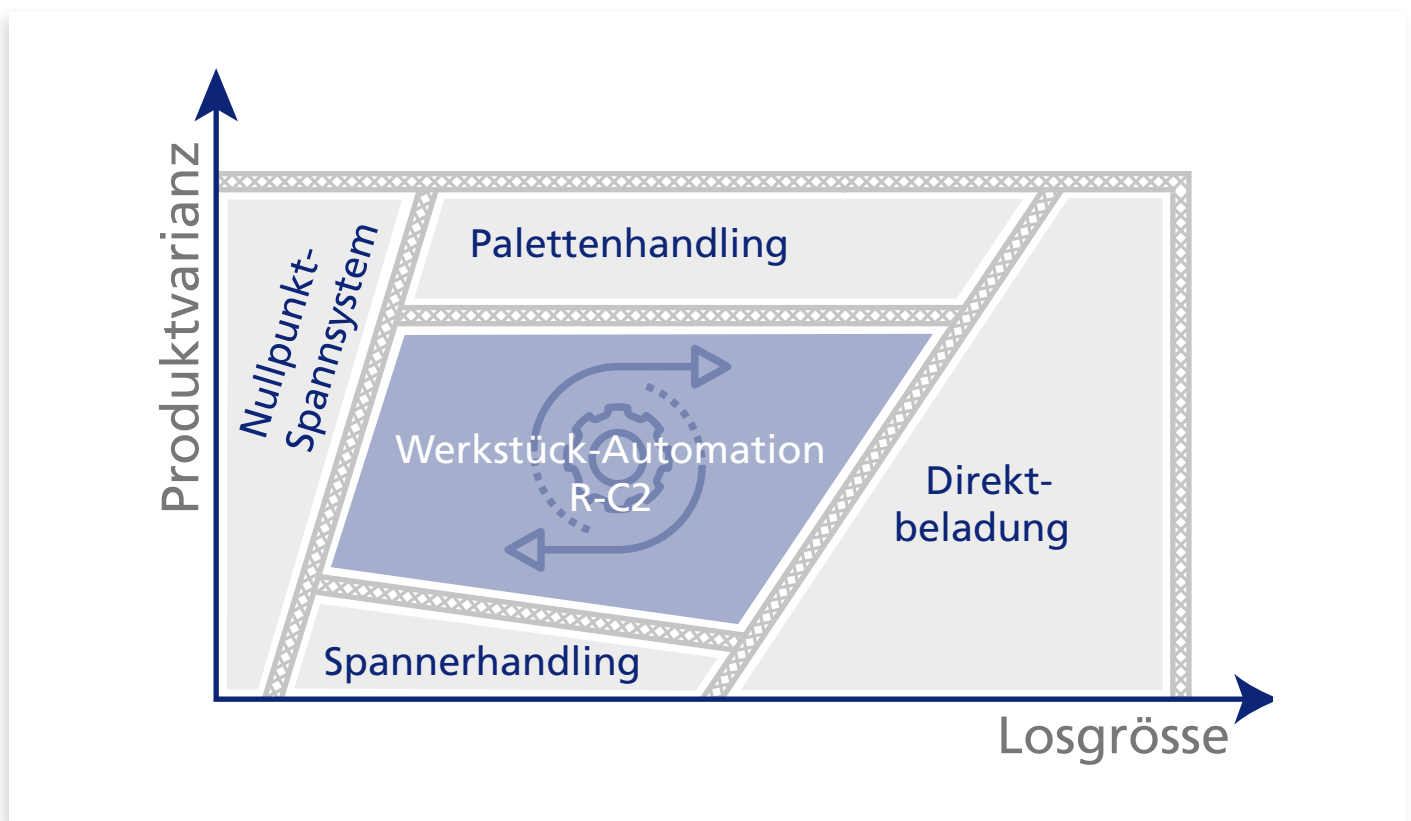 Produktvarianz
Nullpunkt-
Spannsystem
Palettenhandling
Werkstück-Automation
R-C2
Direkt-
beladung
Spannerhandling
Losgrösse